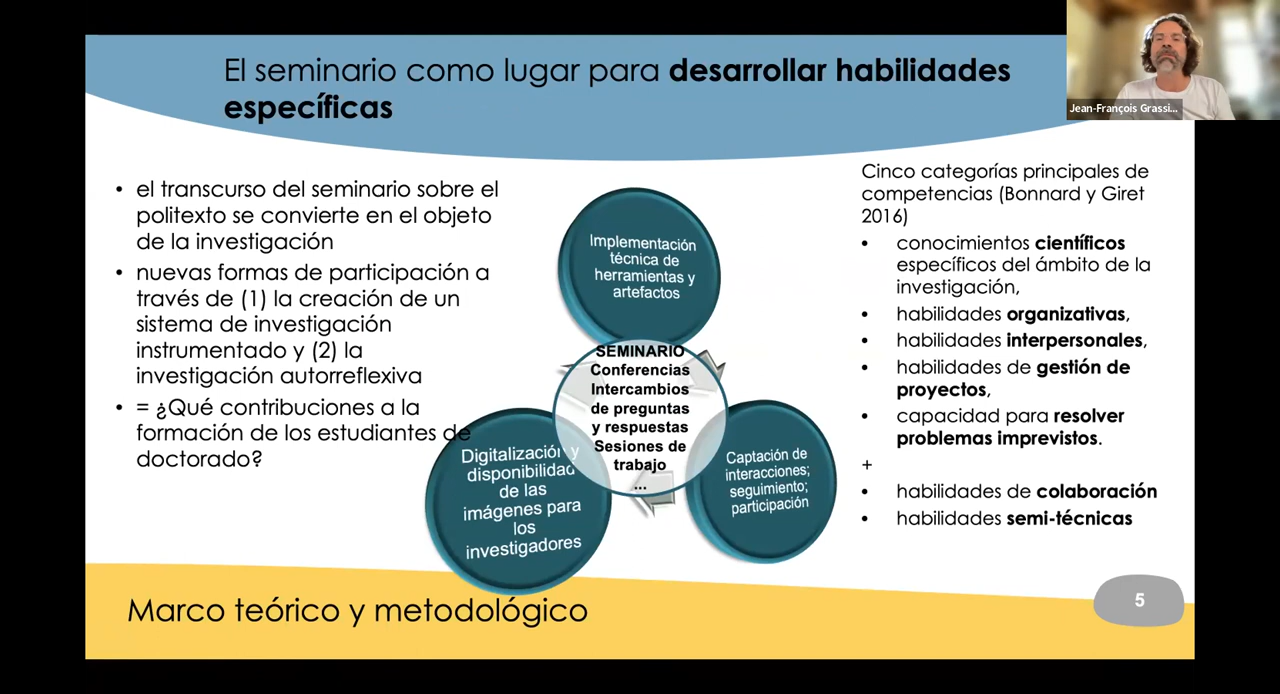 El seminario como lugar para desarrollar habilidades
específicas
Jean-François Grassi...
• el transcurso del seminario sobre el
politexto se convierte en el objeto
de la investigación
• nuevas formas de participación a
través de (1) la creación de un
sistema de investigación
instrumentado y (2) la
investigación autorreflexiva
• = ¿Qué contribuciones a la
formación de los estudiantes de
doctorado?
Implementación
técnica de
herramientas y
artefactos
SEMINARIO
Conferencias
Intercambios
de preguntas
y respuestas
Sesiones de
trabajo
...
Digitalización y
disponibilidad
de las
imágenes para
los
investigadores
Captación de
interacciones;
seguimiento;
participación
Cinco categorías principales de
competencias (Bonnard y Giret
2016)
• conocimientos científicos
específicos del ámbito de la
investigación,
• habilidades organizativas,
• habilidades interpersonales,
• habilidades de gestión de
proyectos,
• capacidad para resolver
problemas imprevistos.
+
• habilidades de colaboración
• habilidades semi-técnicas
Marco teórico y metodológico
5